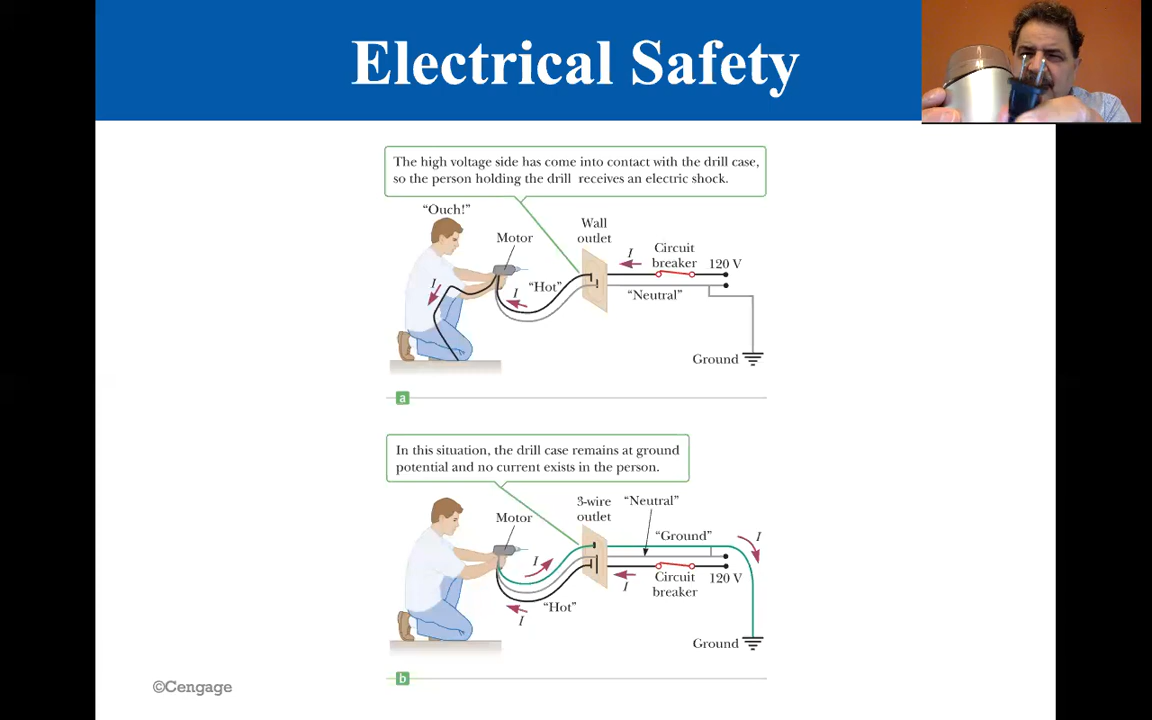 Electrical Safety
The high voltage side has come into contact with the drill case,
so the person holding the drill receives an electric shock.
“Ouch!”
Motor
Wall
outlet
I
Circuit
breaker
120 V
I
I
“Hot”
“Neutral”
Ground
a
In this situation, the drill case remains at ground
potential and no current exists in the person.
Motor
3-wire
outlet
“Neutral”
“Ground”
I
I
I
Circuit
breaker
120 V
“Hot”
I
Ground
b
©Cengage